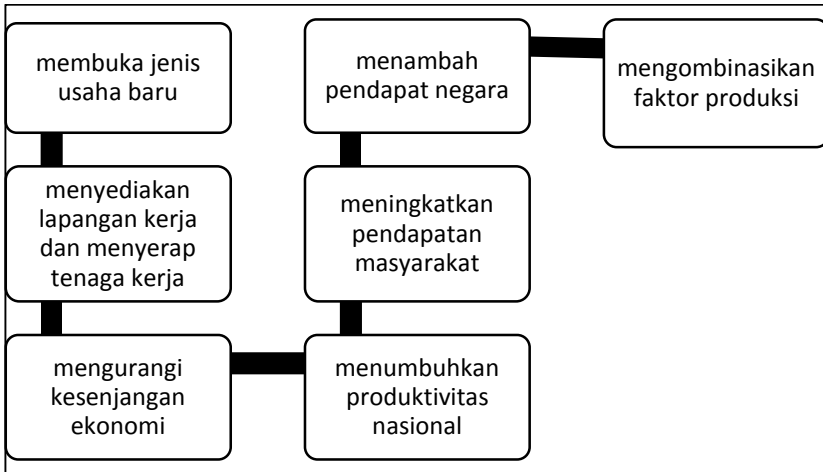 membuka jenis
usaha baru
menyediakan
lapangan kerja
dan menyerap
tenaga kerja
mengurangi
kesenjangan
ekonomi
menumbuhkan
produktivitas
nasional
meningkatkan
pendapatan
masyarakat
menambah
pendapat negara
mengombinasikan
faktor produksi